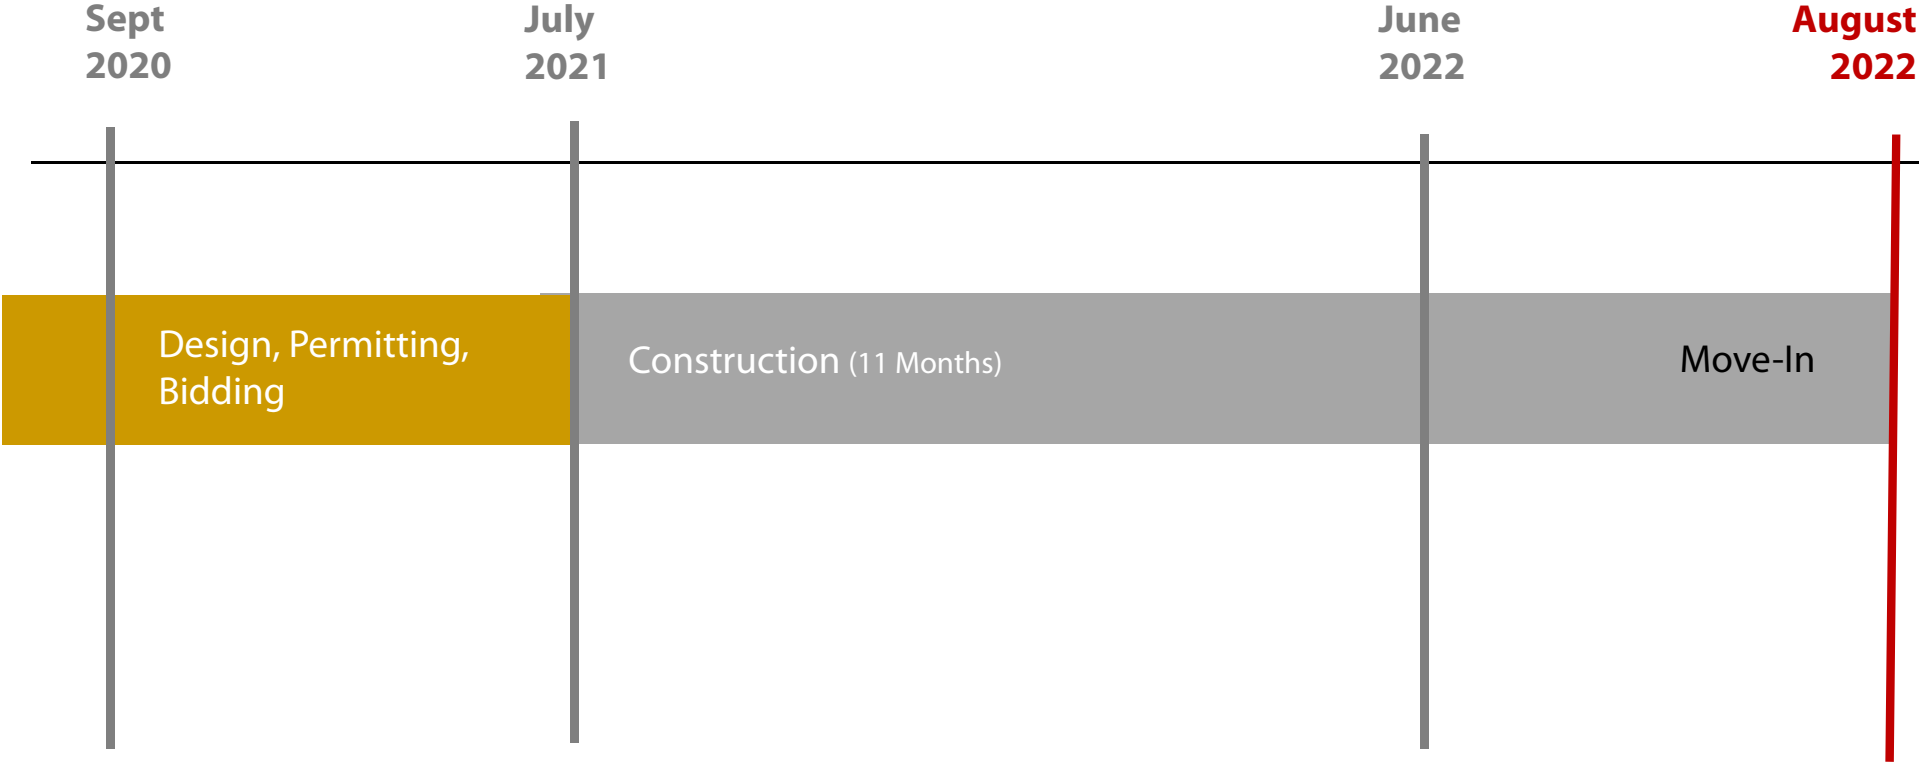 Sept
2020
July
2021
June
2022
August
2022
Design, Permitting,
Bidding
Construction (11 Months)
Move-In